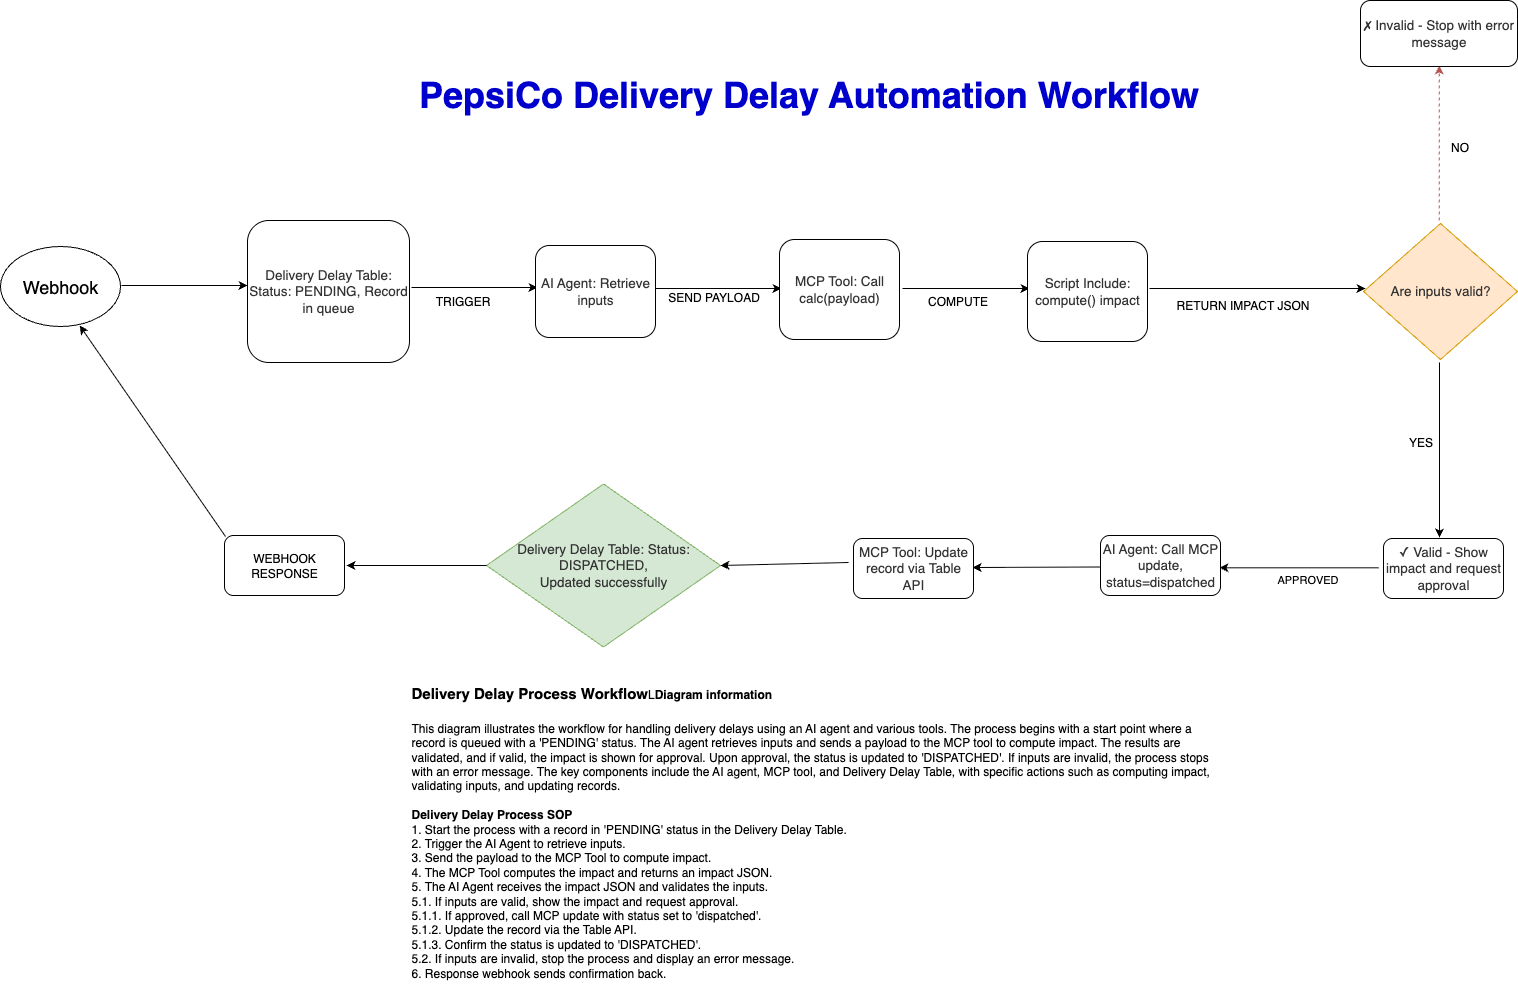 ✗ Invalid - Stop with error
message
PepsiCo Delivery Delay Automation Workflow
NO
Webhook
Delivery Delay Table:
Status: PENDING, Record
in queue
TRIGGER
AI Agent: Retrieve
inputs
SEND PAYLOAD
MCP Tool: Call
calc(payload)
COMPUTE
Script Include:
compute() impact
RETURN IMPACT JSON
Are inputs valid?
YES
✓ Valid - Show
impact and request
approval
APPROVED
AI Agent: Call MCP
update,
status=dispatched
MCP Tool: Update
record via Table
API
Delivery Delay Table: Status:
DISPATCHED,
Updated successfully
WEBHOOK
RESPONSE
Delivery Delay Process WorkflowLDiagram information
This diagram illustrates the workflow for handling delivery delays using an AI agent and various tools. The process begins with a start point where a
record is queued with a 'PENDING' status. The AI agent retrieves inputs and sends a payload to the MCP tool to compute impact. The results are
validated, and if valid, the impact is shown for approval. Upon approval, the status is updated to 'DISPATCHED'. If inputs are invalid, the process stops
with an error message. The key components include the AI agent, MCP tool, and Delivery Delay Table, with specific actions such as computing impact,
validating inputs, and updating records.
Delivery Delay Process SOP
1. Start the process with a record in 'PENDING' status in the Delivery Delay Table.
2. Trigger the AI Agent to retrieve inputs.
3. Send the payload to the MCP Tool to compute impact.
4. The MCP Tool computes the impact and returns an impact JSON.
5. The AI Agent receives the impact JSON and validates the inputs.
5.1. If inputs are valid, show the impact and request approval.
5.1.1. If approved, call MCP update with status set to 'dispatched'.
5.1.2. Update the record via the Table API.
5.1.3. Confirm the status is updated to 'DISPATCHED'.
5.2. If inputs are invalid, stop the process and display an error message.
6. Response webhook sends confirmation back.